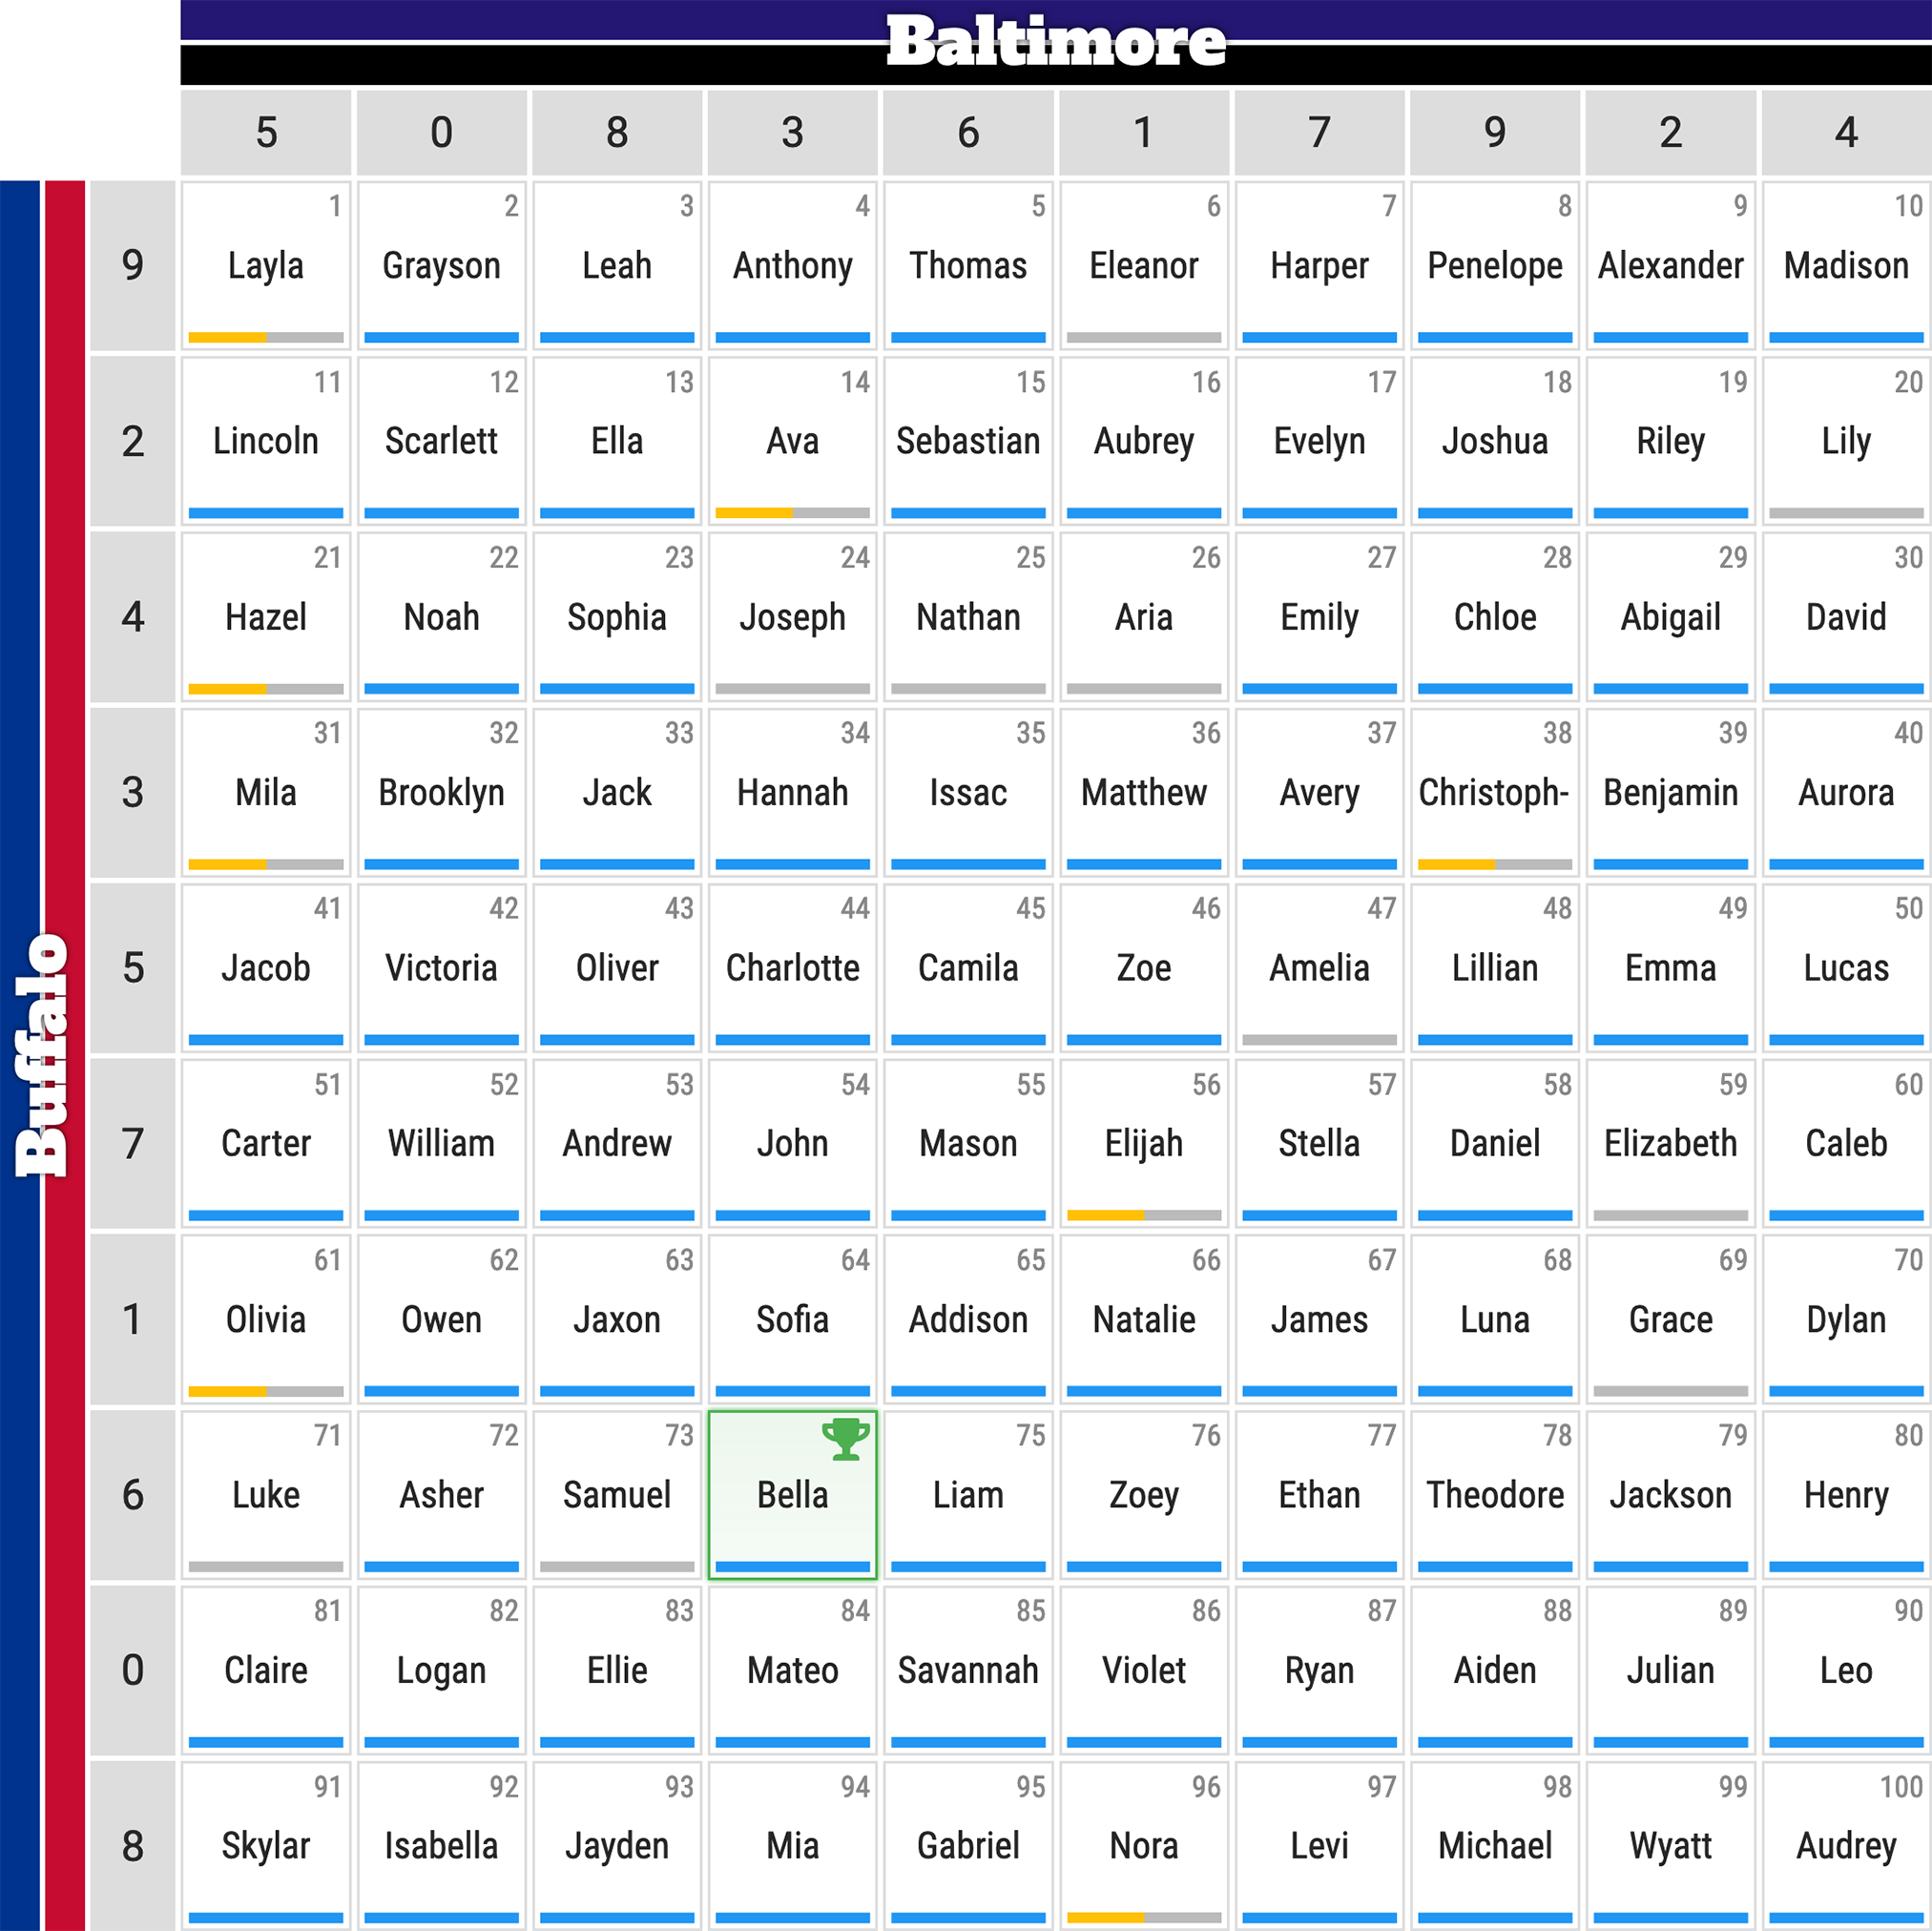 Baltimore
5 0 8 3 6 1 7 9 2 4
Buffalo
1 2 3 4 5 6 7 8 9 10
9 Layla Grayson Leah Anthony Thomas Eleanor Harper Penelope Alexander Madison
11 12 13 14 15 16 17 18 19 20
2 Lincoln Scarlett Ella Ava Sebastian Aubrey Evelyn Joshua Riley Lily
21 22 23 24 25 26 27 28 29 30
4 Hazel Noah Sophia Joseph Nathan Aria Emily Chloe Abigail David
31 32 33 34 35 36 37 38 39 40
3 Mila Brooklyn Jack Hannah Issac Matthew Avery Christoph- Benjamin Aurora
41 42 43 44 45 46 47 48 49 50
5 Jacob Victoria Oliver Charlotte Camila Zoe Amelia Lillian Emma Lucas
51 52 53 54 55 56 57 58 59 60
7 Carter William Andrew John Mason Elijah Stella Daniel Elizabeth Caleb
61 62 63 64 65 66 67 68 69 70
1 Olivia Owen Jaxon Sofia Addison Natalie James Luna Grace Dylan
71 72 73 75 76 77 78 79 80
6 Luke Asher Samuel Bella Liam Zoey Ethan Theodore Jackson Henry
81 82 83 84 85 86 87 88 89 90
0 Claire Logan Ellie Mateo Savannah Violet Ryan Aiden Julian Leo
91 92 93 94 95 96 97 98 99 100
8 Skylar Isabella Jayden Mia Gabriel Nora Levi Michael Wyatt Audrey